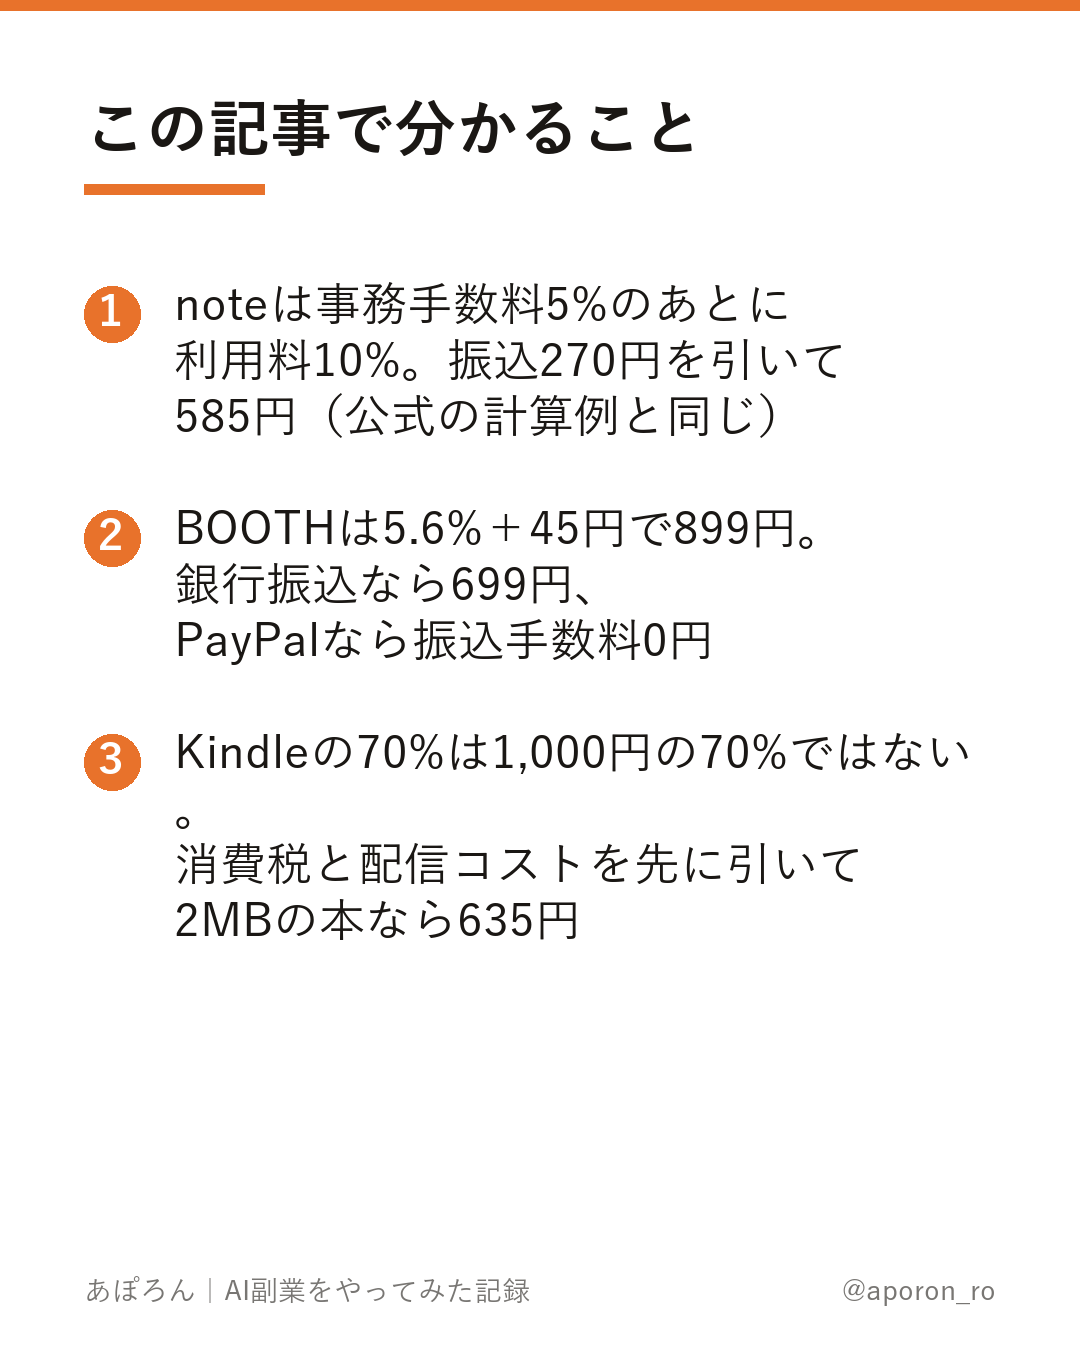 この記事で分かること
1 noteは事務手数料5%のあとに
利用料10%。振込270円を引いて
585円（公式の計算例と同じ）
2 BOOTHは5.6%＋45円で899円。
銀行振込なら699円、
PayPalなら振込手数料0円
3 Kindleの70%は1,000円の70%ではない
。
消費税と配信コストを先に引いて
2MBの本なら635円
あぽろん｜AI副業をやってみた記録
@aporon_ro